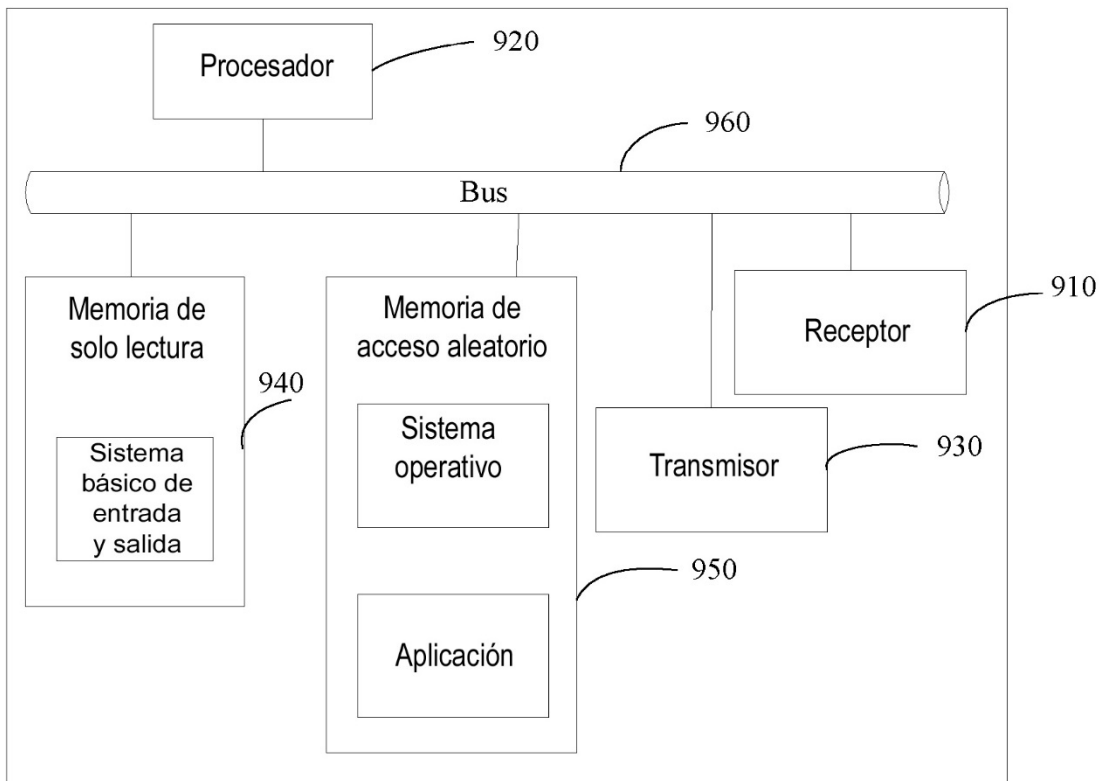 Procesador
920
960
Bus
Memoria de
solo lectura
940
Sistema
básico de
entrada
y salida
Memoria de
acceso aleatorio
Sistema
operativo
Aplicación
950
Transmisor
930
Receptor
910